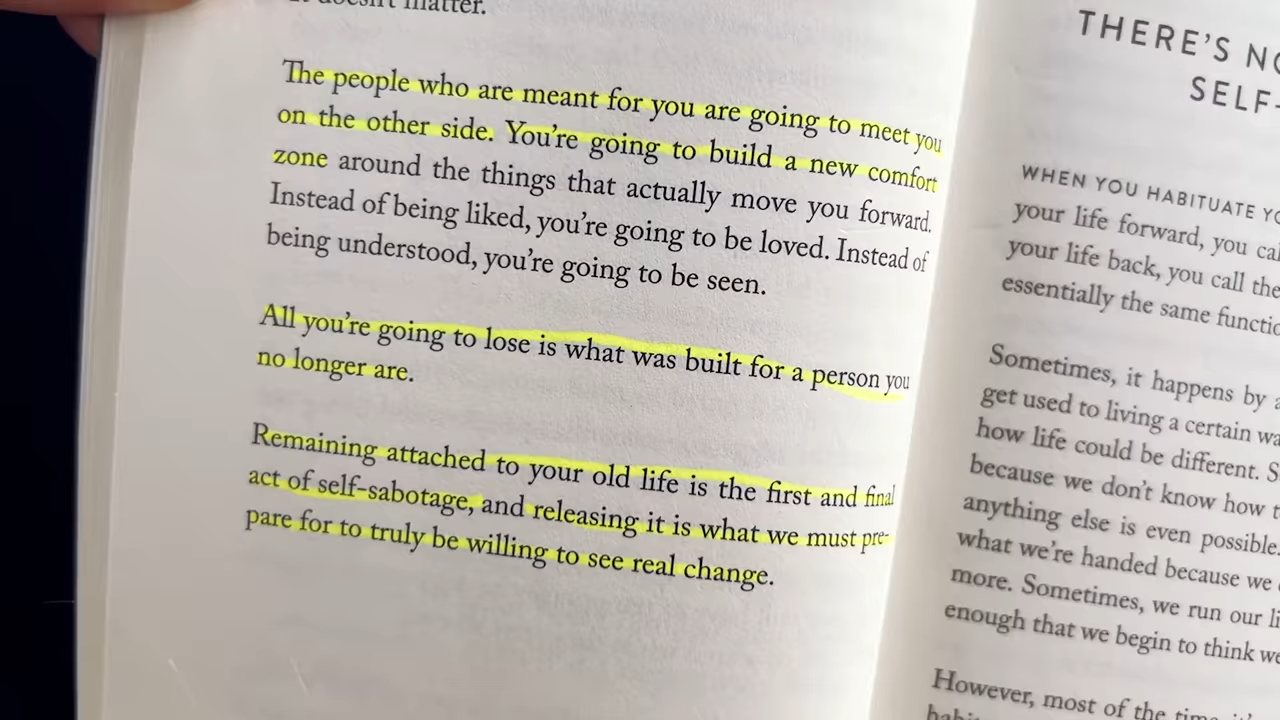 doesn't matter.
The people who are meant for you are going to meet you
on the other side. You're going to build a new comfort
zone around the things that actually move you forward.
Instead of being liked, you're going to be loved. Instead of
being understood, you're going to be seen.
All you're going to lose is what was built for a person you
no longer are.
Remaining attached to your old life is the first and final
act of self-sabotage, and releasing it is what we must pre-
pare for to truly be willing to see real change.
THERE'S NO
SELF-
WHEN YOU HABITUATE YO
your life forward, you cal
your life back, you call the
essentially the same functio
Sometimes, it happens by a
get used to living a certain wa
how life could be different. S
because we don't know how t
anything else is even possible.
what we're handed because we
more. Sometimes, we run our li
enough that we begin to think we
However, most of the time